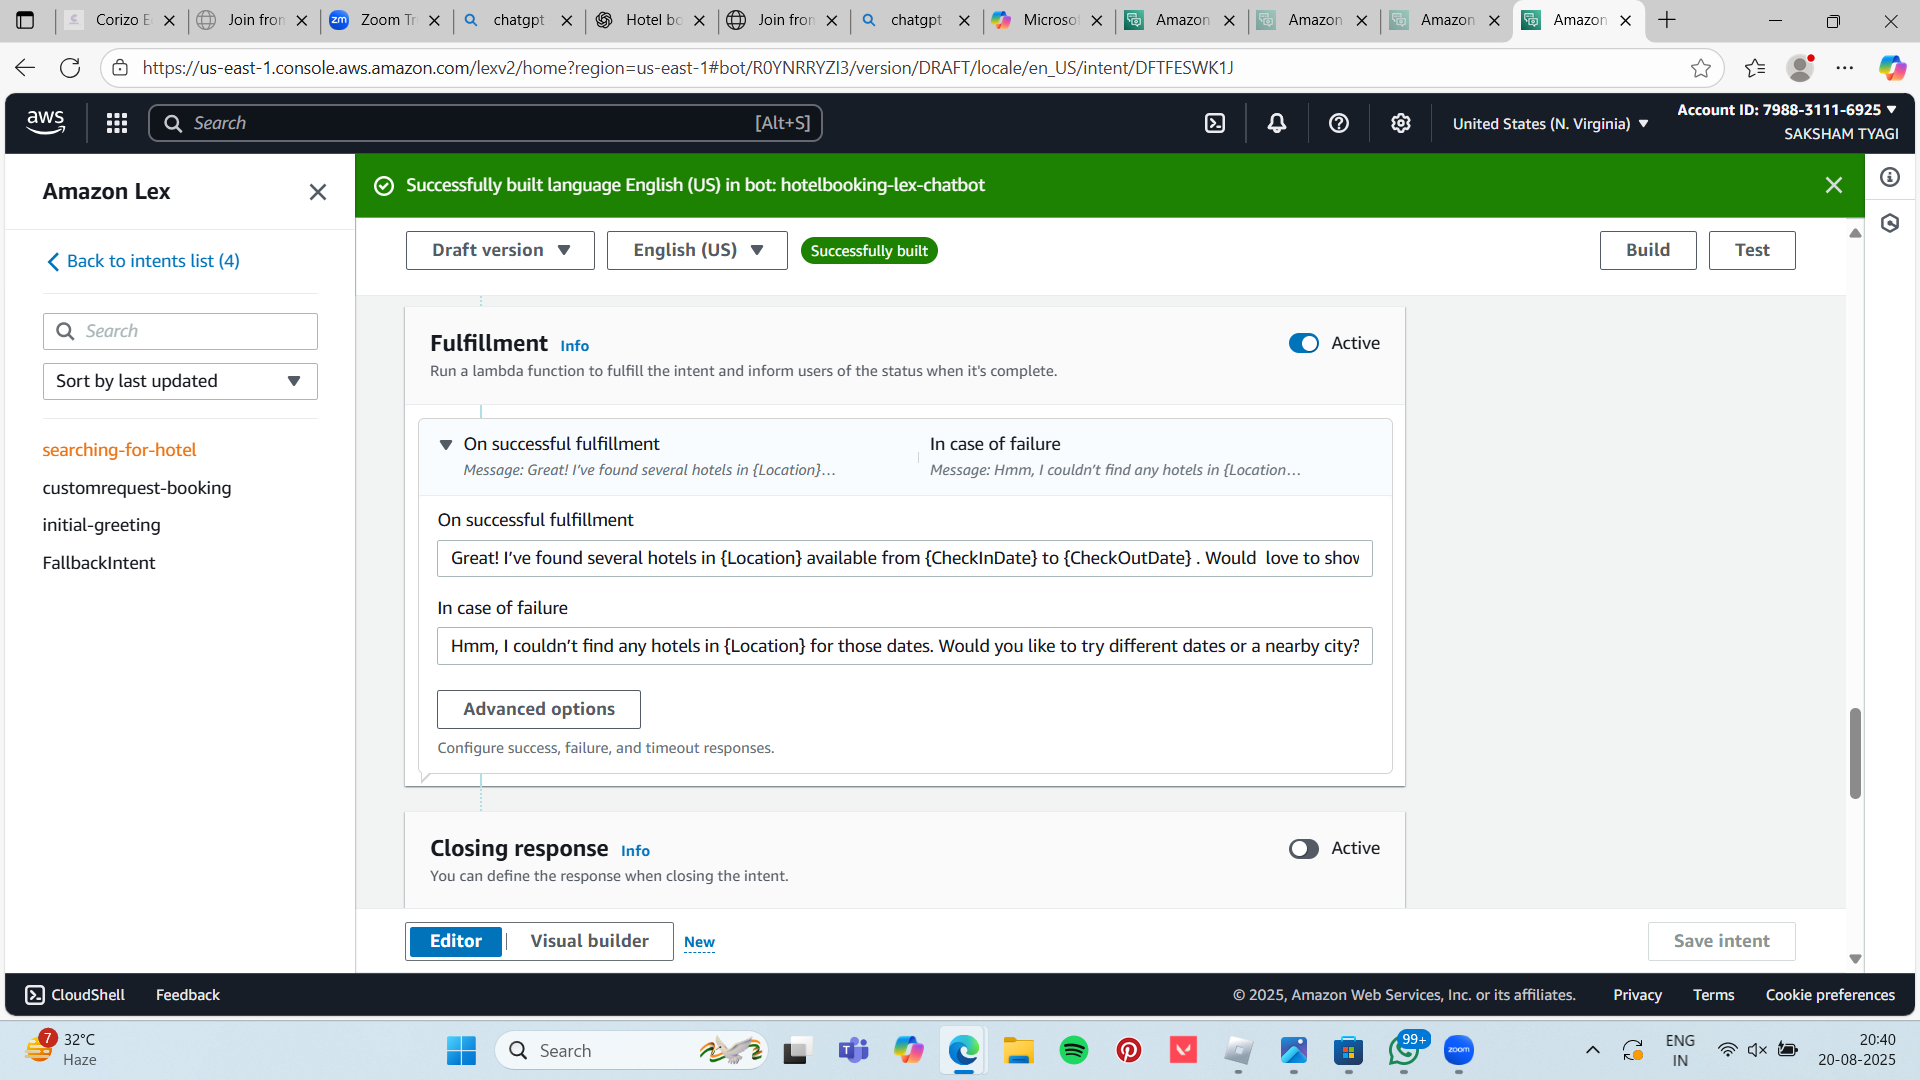 Corizo E
Join fron
Zoom Tr
chatgpt
Hotel bo
Join fron
chatgpt
Microsof
Amazon
Amazon
Amazon
Amazon
https://us-east-1.console.aws.amazon.com/lexv2/home?region=us-east-1#bot/R0YNRRYZI3/version/DRAFT/locale/en_US/intent/DFTFESWK1J
aws
Search
[Alt+S]
United States (N. Virginia)
Account ID: 7988-3111-6925
SAKSHAM TYAGI
Amazon Lex
Successfully built language English (US) in bot: hotelbooking-lex-chatbot
Back to intents list (4)
Draft version
English (US)
Successfully built
Build
Test
Search
Sort by last updated
searching-for-hotel
customrequest-booking
initial-greeting
FallbackIntent
Fulfillment Info
Active
Run a lambda function to fulfill the intent and inform users of the status when it's complete.
On successful fulfillment
Message: Great! I’ve found several hotels in {Location}…
In case of failure
Message: Hmm, I couldn’t find any hotels in {Location…
On successful fulfillment
Great! I’ve found several hotels in {Location} available from {CheckInDate} to {CheckOutDate} . Would  love to show
In case of failure
Hmm, I couldn’t find any hotels in {Location} for those dates. Would you like to try different dates or a nearby city?
Advanced options
Configure success, failure, and timeout responses.
Closing response Info
Active
You can define the response when closing the intent.
Editor
Visual builder
New
Save intent
CloudShell
Feedback
© 2025, Amazon Web Services, Inc. or its affiliates.
Privacy
Terms
Cookie preferences
7
32°C
Haze
Search
99+
zoom
ENG
IN
20:40
20-08-2025